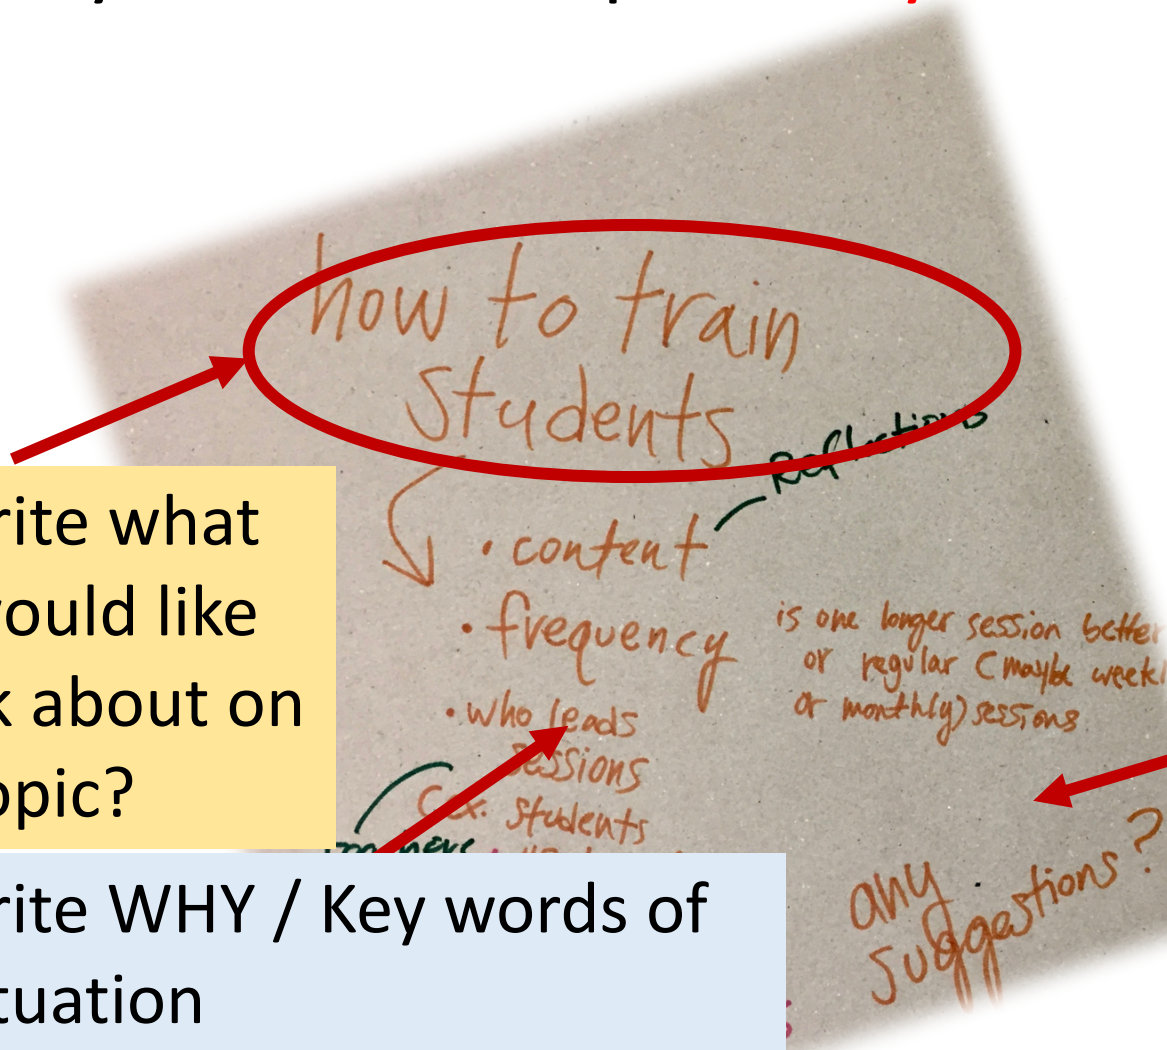 how to train
students
Reflections
• content
• frequency
is one longer session better
or regular (maybe weekl
or monthly) sessions
• who leads
sessions
(ex. students
any
suggestions?
rite what
ould like
k about on
opic?
rite WHY / Key words of
tuation